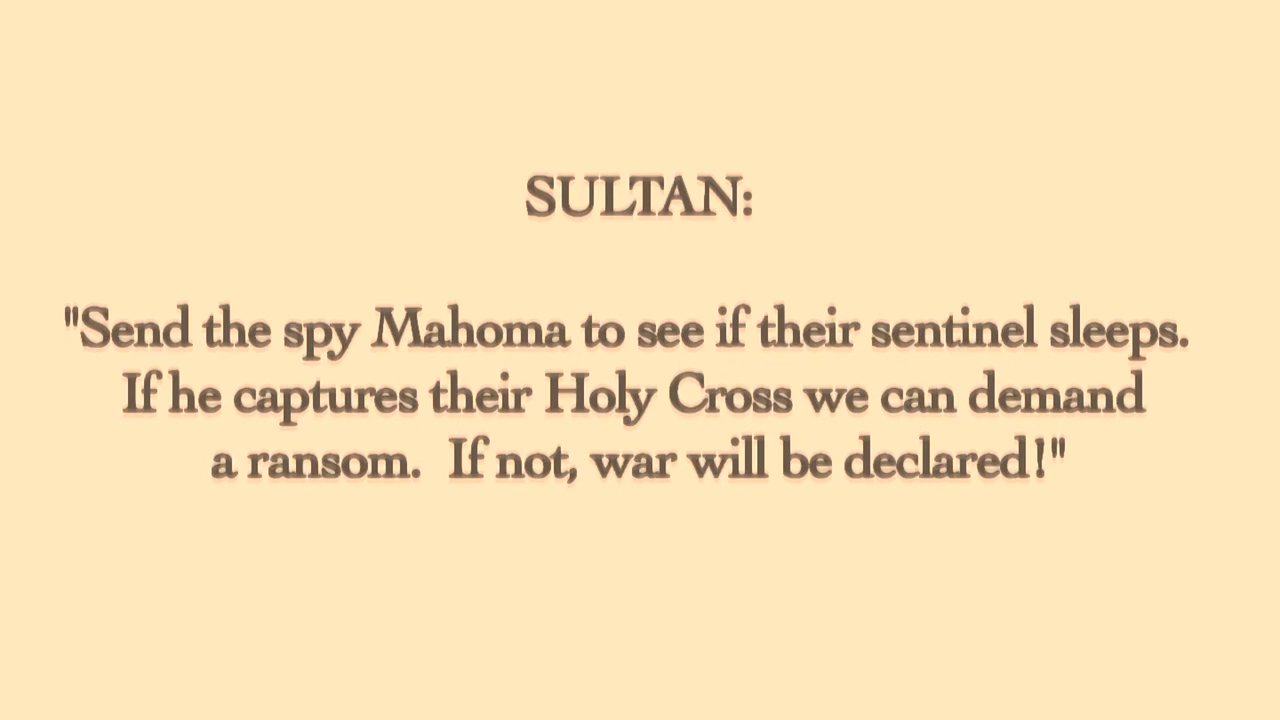 SULTAN:
"Send the spy Mahoma to see if their sentinel sleeps.
If he captures their Holy Cross we can demand
a ransom.  If not, war will be declared!"